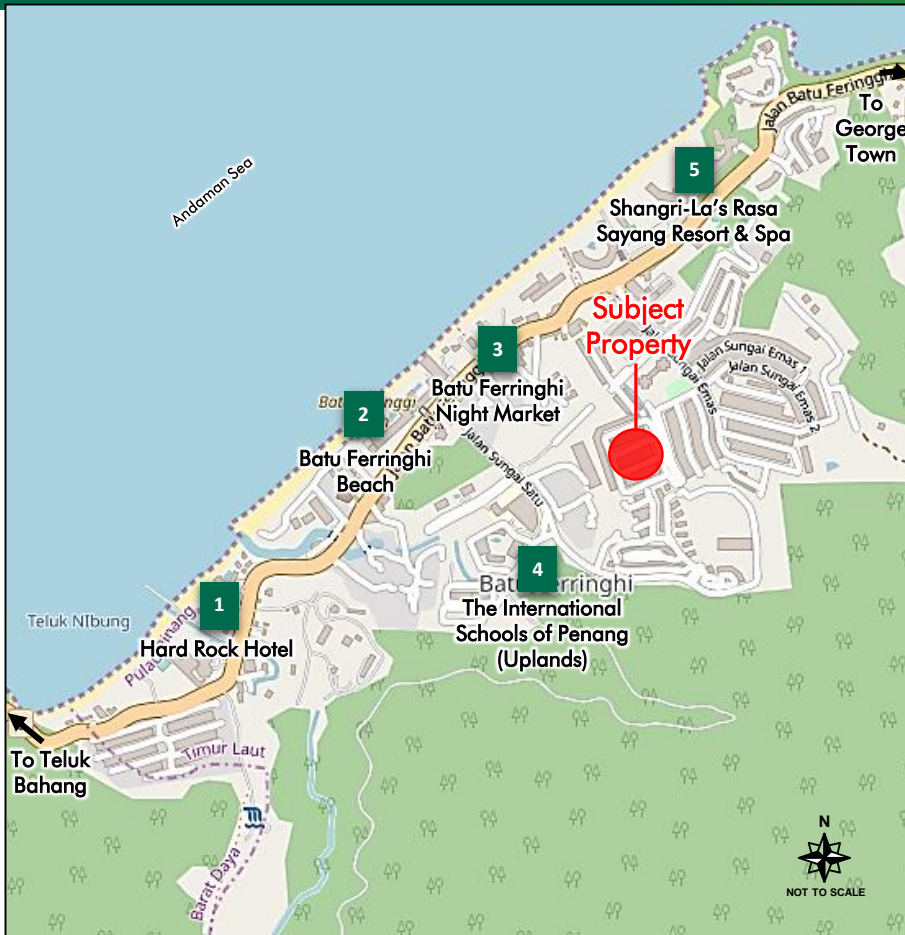 Jalan Batu Feringghi
To
George
Town
Andaman Sea
5
Shangri-La's Rasa
Sayang Resort & Spa
Subject
Property
3
Batu Ferringhi
Night Market
Jalan Sungai Emas
Jalan Sungai Emas 1
Jalan Sungai Emas 2
2
Batu Ferringhi
Beach
Jalan Sungai Satu
4
The International
Schools of Penang
(Uplands)
1
Hard Rock Hotel
Teluk NIbung
To Teluk
Bahang
Timur Laut
Barat Daya
N
NOT TO SCALE